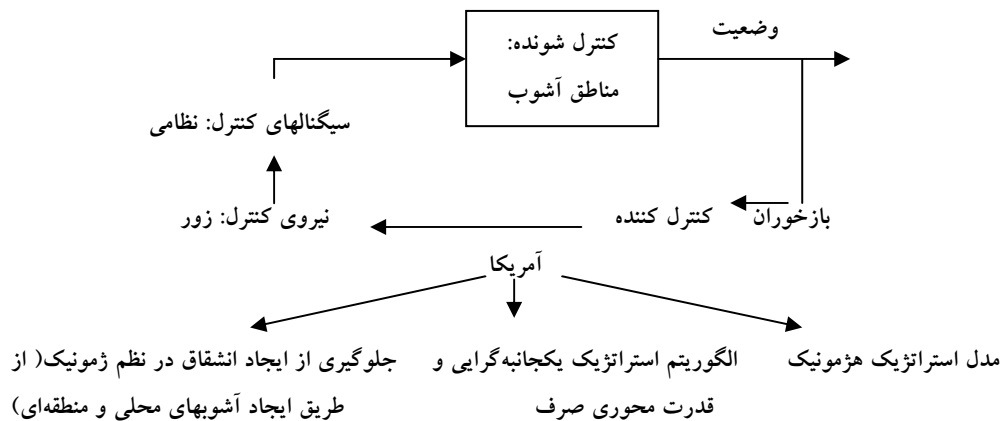 وضعیت
کنترل شونده:
مناطق آشوب
سیگنالهای کنترل: نظامی
بازخوران
کنترل کننده
نیروی کنترل: زور
آمریکا
مدل استراتژیک هژمونیک
الگوریتم استراتژیک یکجانبه‌گرایی و
قدرت محوری صرف
جلوگیری از ایجاد انشقاق در نظم ژمونیک( از
طریق ایجاد آشوبهای محلی و منطقه‌ای)